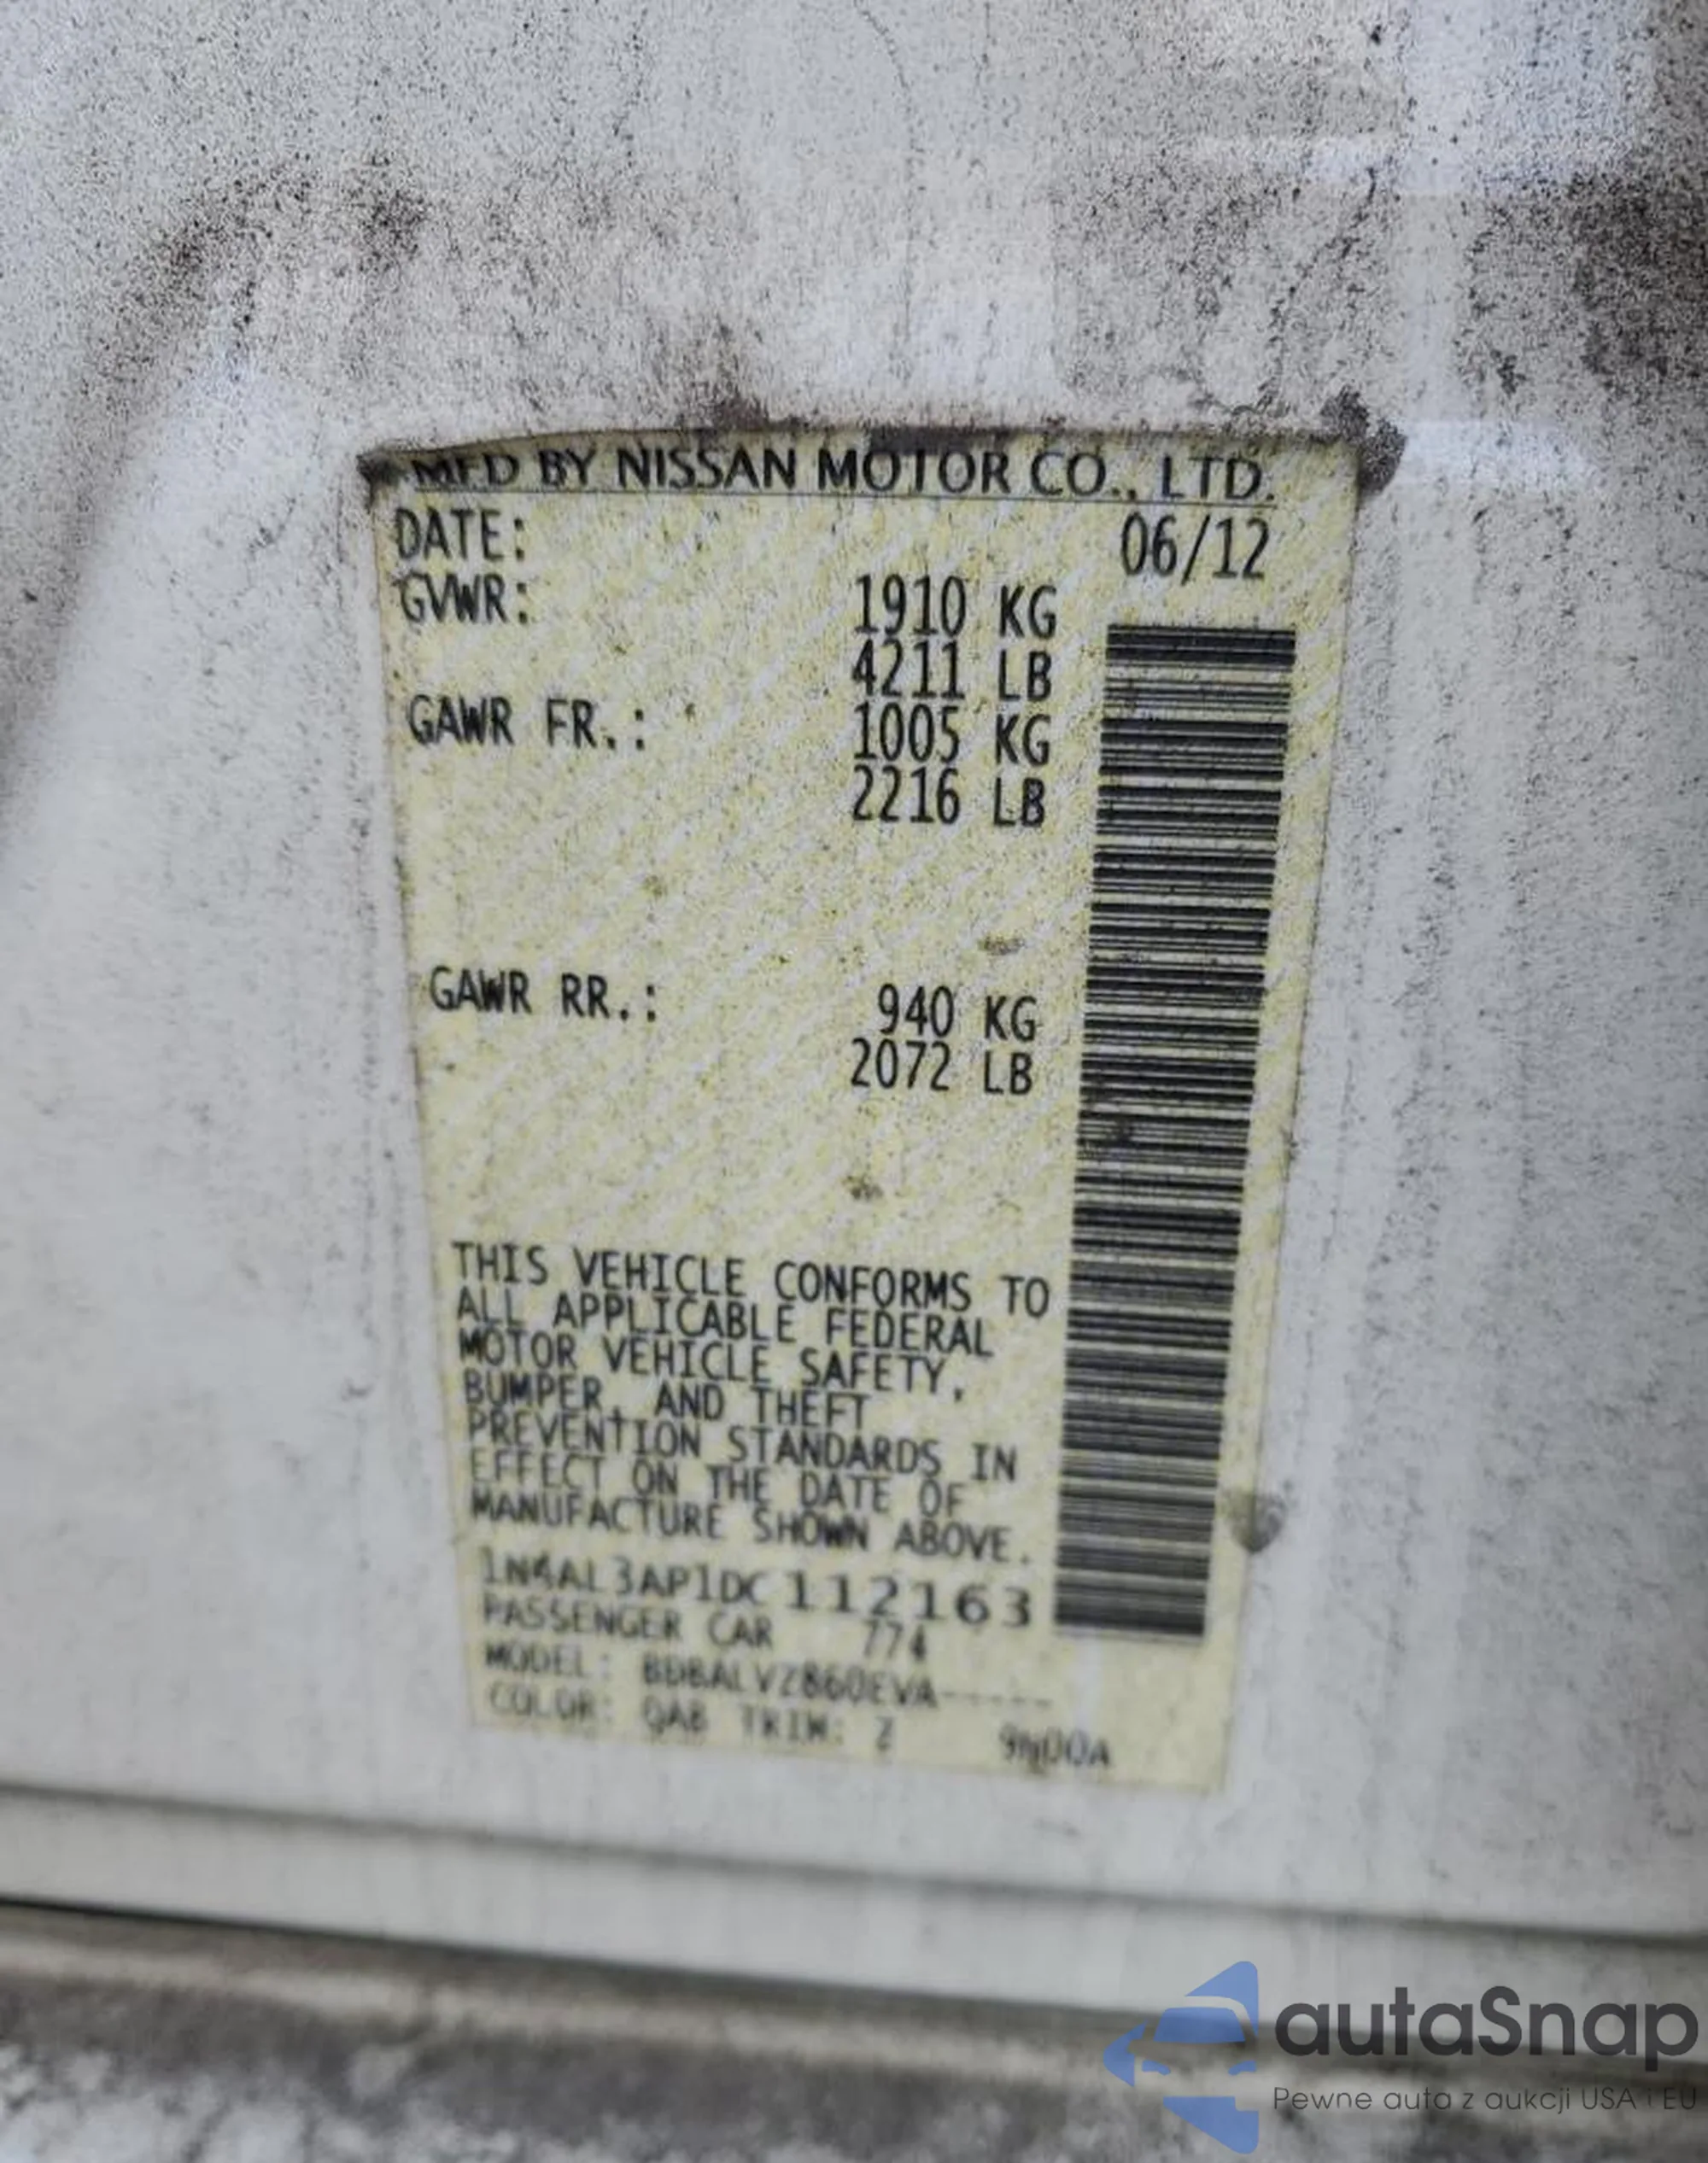 MFD BY NISSAN MOTOR CO., LTD.
DATE: 06/12
GVWR: 1910 KG
4211 LB
GAWR FR.: 1005 KG
2216 LB
GAWR RR.: 940 KG
2072 LB
THIS VEHICLE CONFORMS TO
ALL APPLICABLE FEDERAL
MOTOR VEHICLE SAFETY,
BUMPER, AND THEFT
PREVENTION STANDARDS IN
EFFECT ON THE DATE OF
MANUFACTURE SHOWN ABOVE.
1N4AL3AP1DC112163
PASSENGER CAR 774
MODEL: BDBALVZ860EVA------
COLOR: QAB TRIM: Z
autaSnap
Pewne auta z aukcji USA i EU